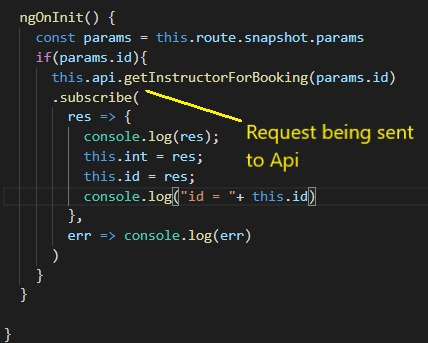 ngOnInit() {
const params = this.route.snapshot.params
if(params.id){
this.api.getInstructorForBooking(params.id)
.subscribe(
res => {
console.log(res);
this.int = res;
this.id = res;
console.log("id = "+ this.id)
},
err => console.log(err)
)
}
}
}
Request being sent
to Api